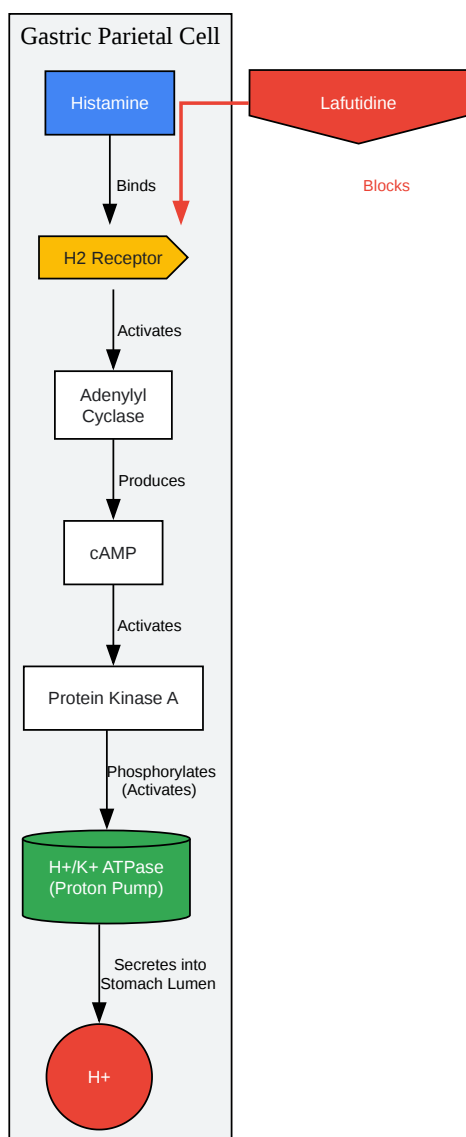 Gastric Parietal Cell
Histamine
Lafutidine
Binds
Blocks
H2 Receptor
Activates
Adenylyl
Cyclase
Produces
cAMP
Activates
Protein Kinase A
Phosphorylates
(Activates)
H+/K+ ATPase
(Proton Pump)
Secretes into
Stomach Lumen
H+